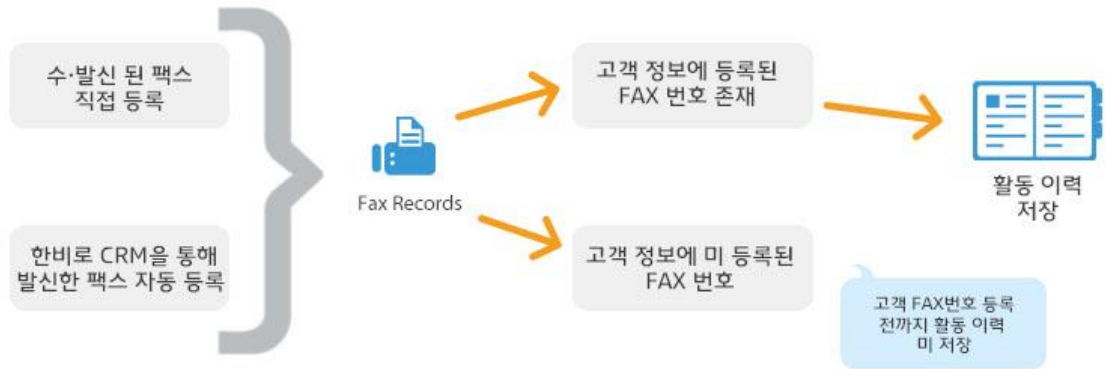 수·발신 된 팩스
직접 등록
한비로 CRM을 통해
발신한 팩스 자동 등록
Fax Records
고객 정보에 등록된
FAX 번호 존재
고객 정보에 미 등록된
FAX 번호
활동 이력
저장
고객 FAX번호 등록
전까지 활동 이력
미 저장